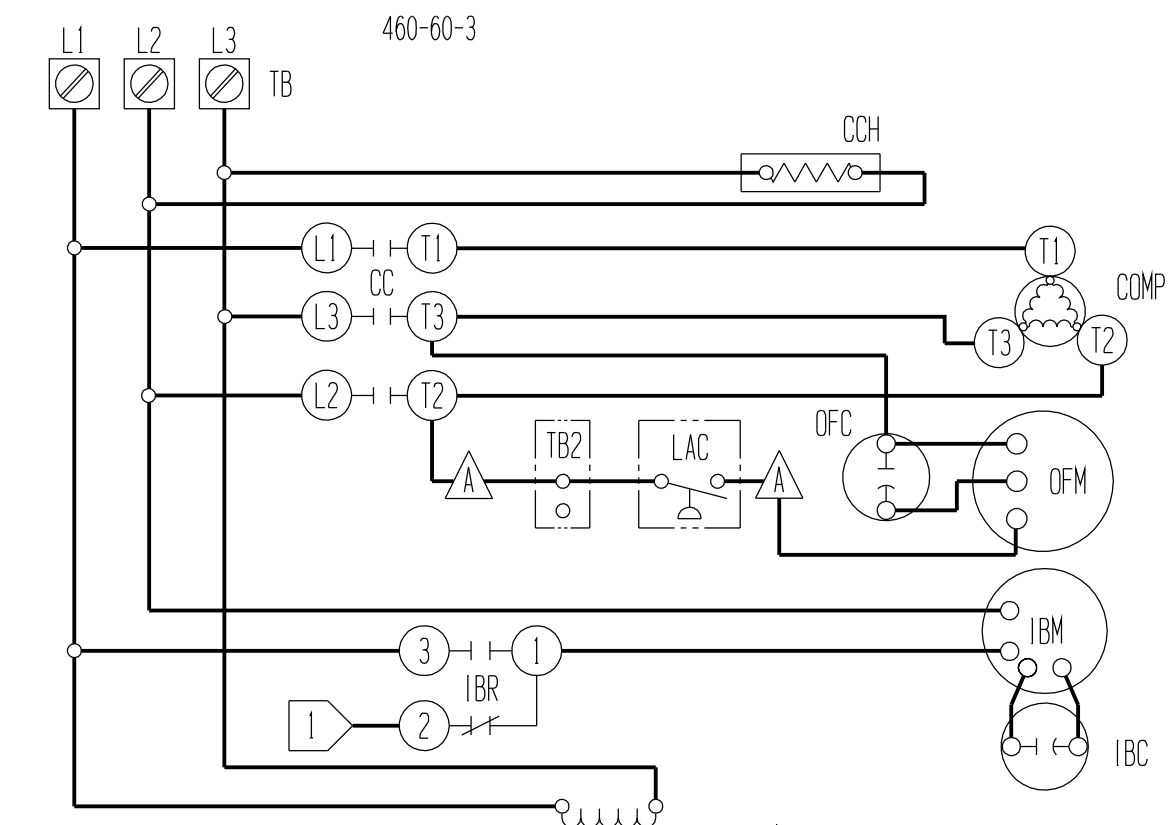 460-60-3
L1 L2 L3
TB
CCH
L1 T1 T1
CC
COMP
L3 T3 T3 T2
L2 T2
OFC
TB2 LAC
A A OFM
IBM
3 1
IBR
1 2
IBC